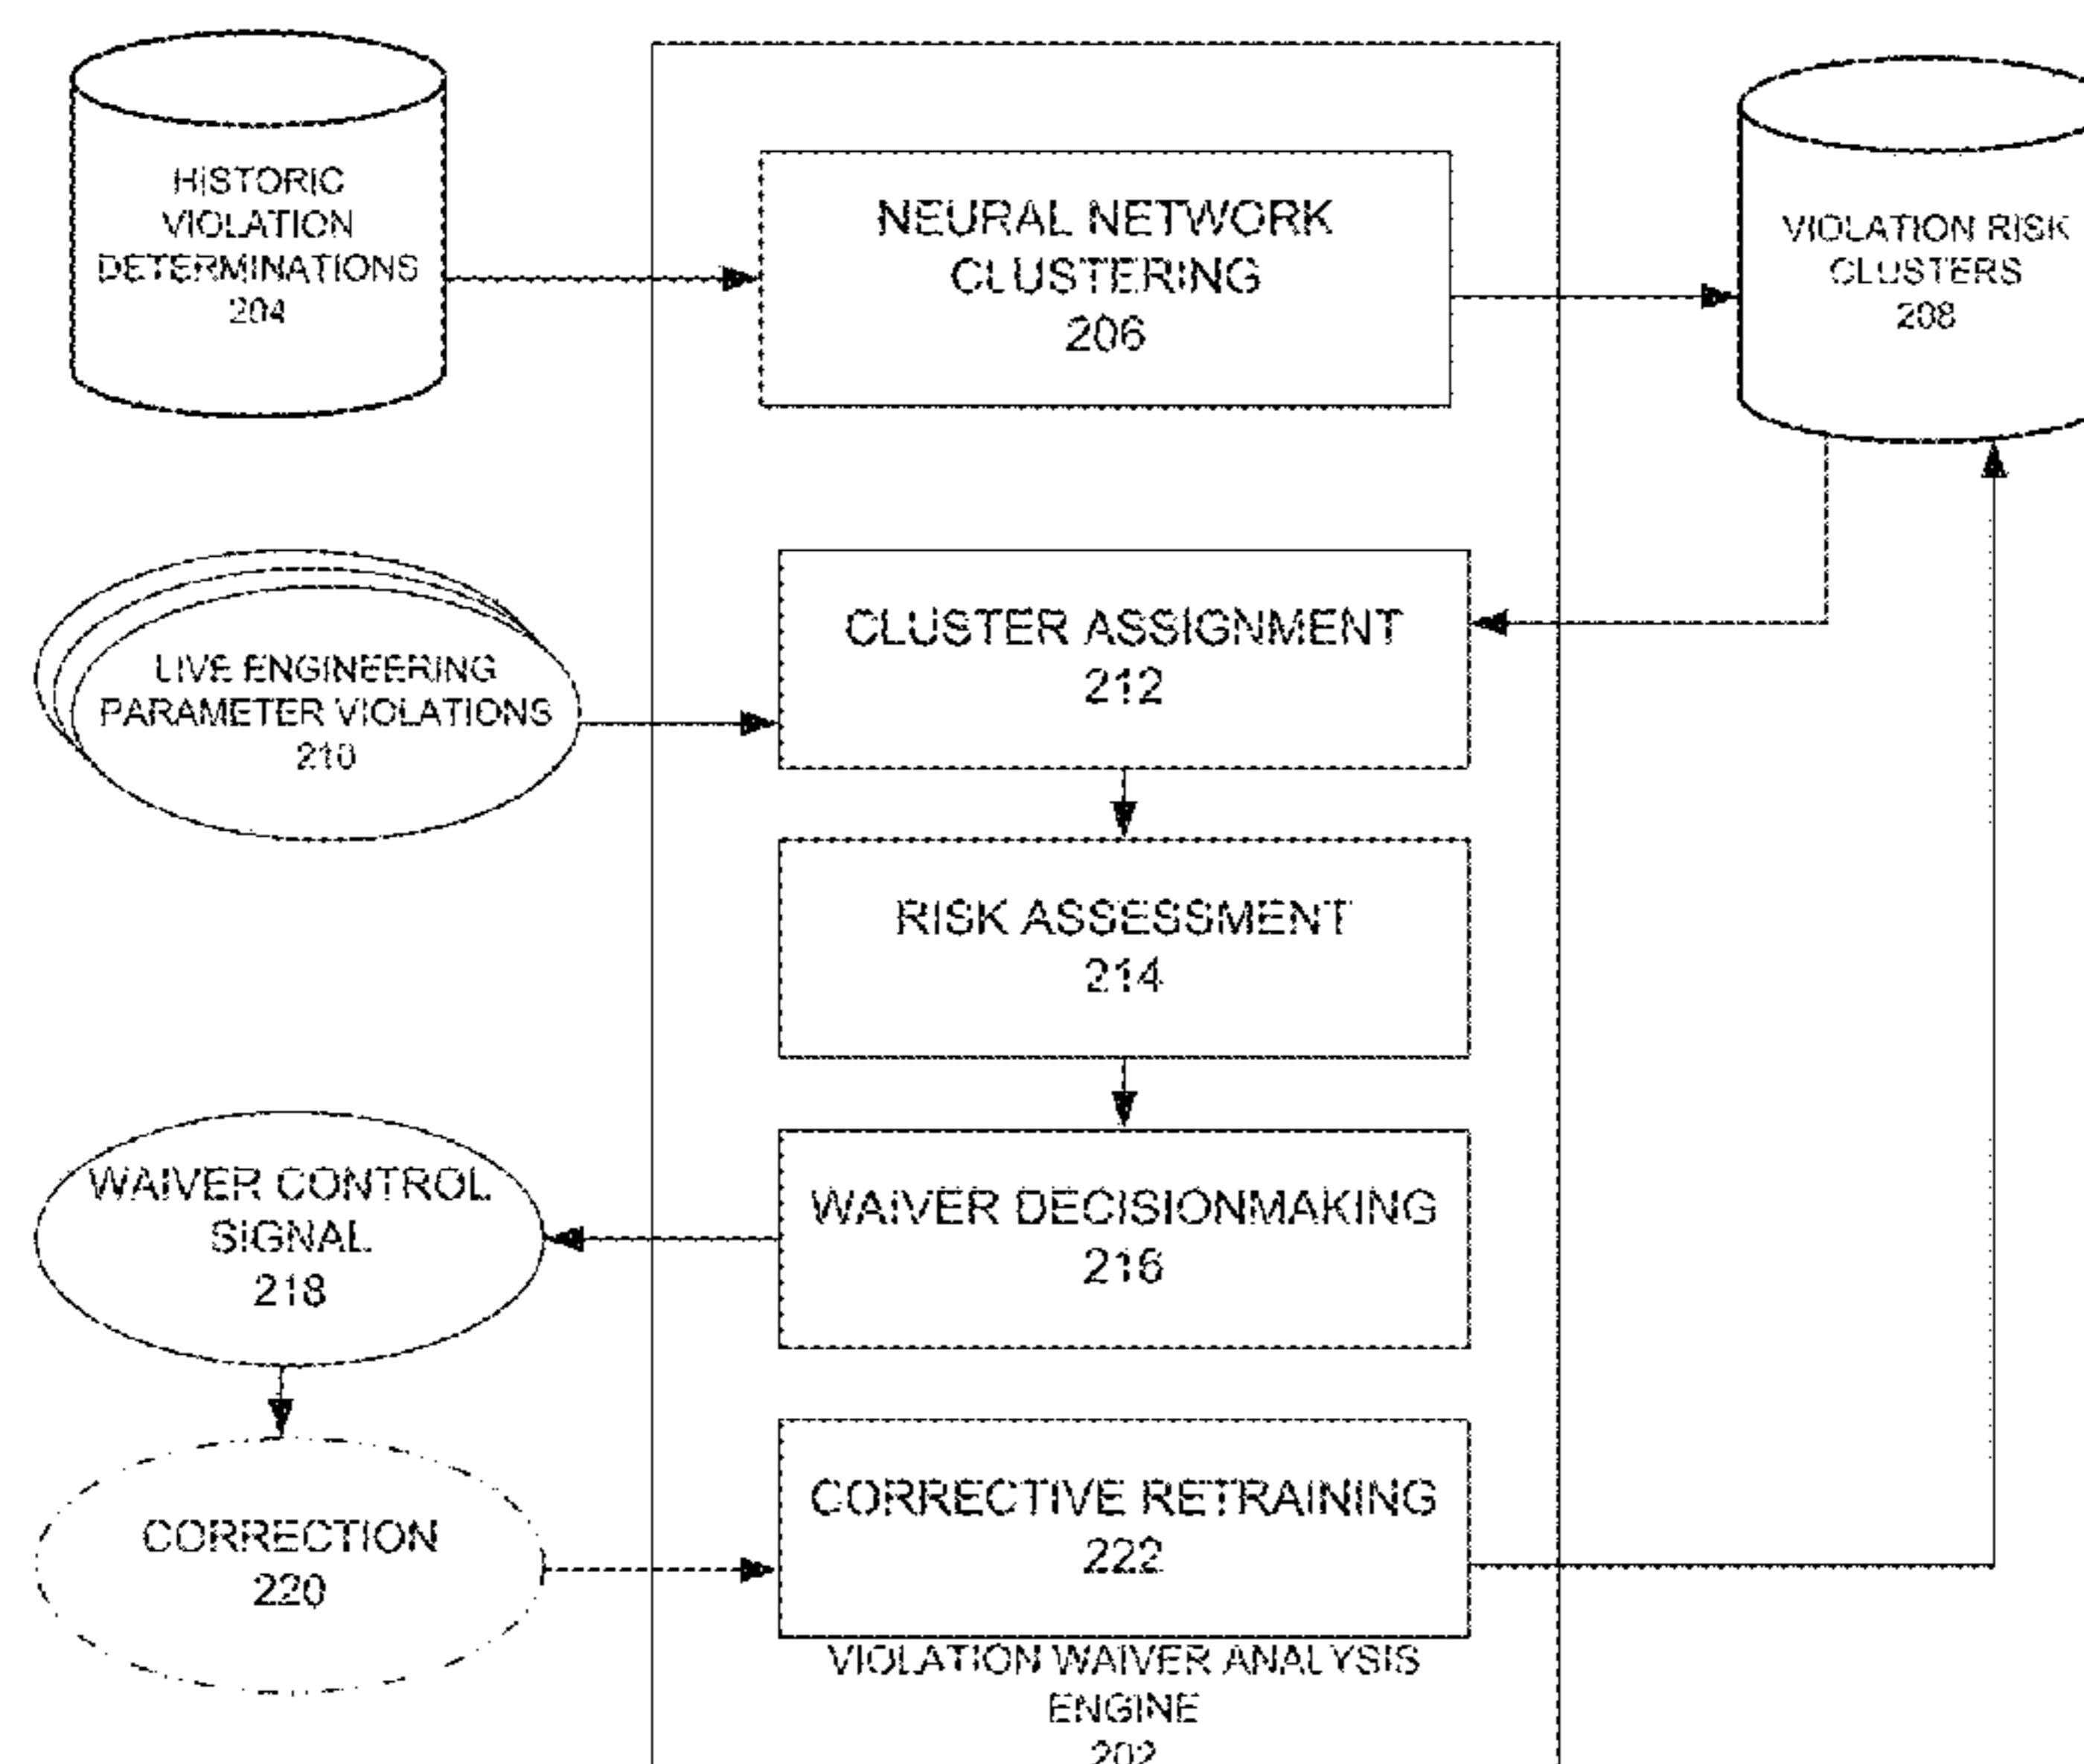 HISTORIC
VIOLATION
DETERMINATIONS
204
NEURAL NETWORK
CLUSTERING
206
VIOLATION RISK
CLUSTERS
208
LIVE ENGINEERING
PARAMETER VIOLATIONS
210
CLUSTER ASSIGNMENT
212
RISK ASSESSMENT
214
WAIVER CONTROL
SIGNAL
218
WAIVER DECISIONMAKING
216
CORRECTION
220
CORRECTIVE RETRAINING
222
VIOLATION WAIVER ANALYSIS
ENGINE
202